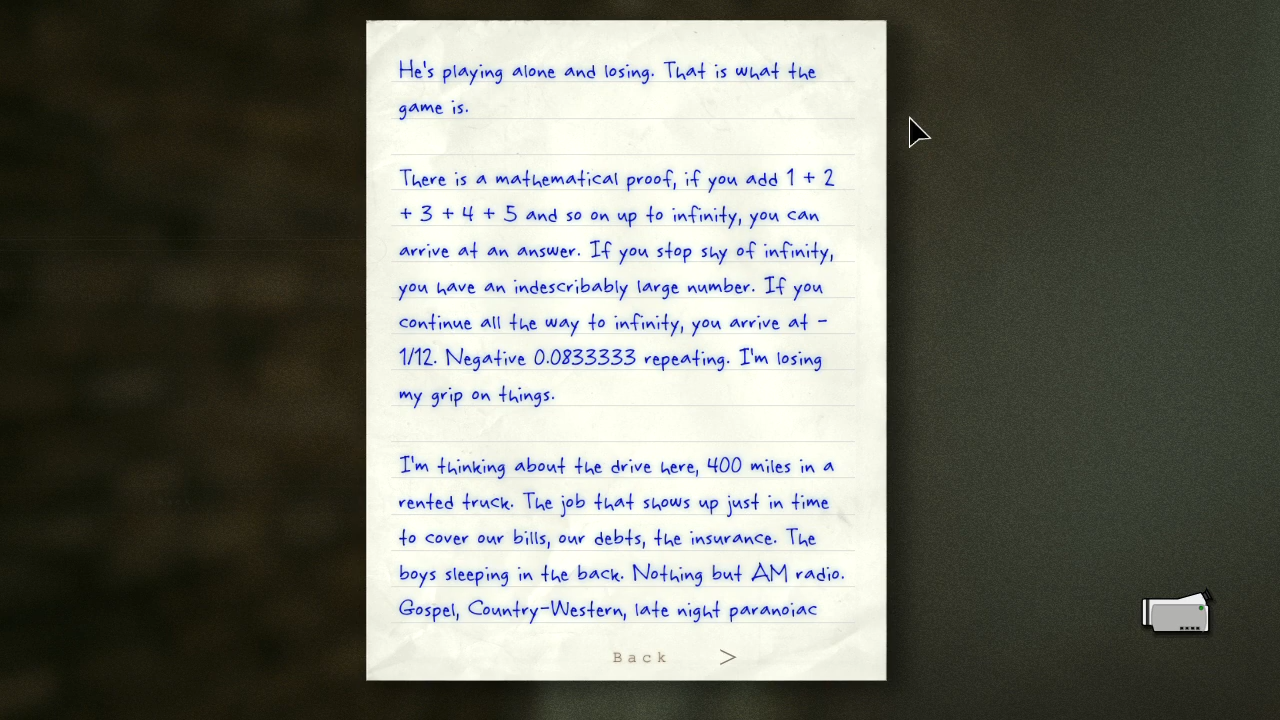 He's playing alone and losing. That is what the
game is.
There is a mathematical proof, if you add 1 + 2
+ 3 + 4 + 5 and so on up to infinity, you can
arrive at an answer. If you stop shy of infinity,
you have an indescribably large number. If you
continue all the way to infinity, you arrive at -
1/12. Negative 0.0833333 repeating. I'm losing
my grip on things.
I'm thinking about the drive here, 400 miles in a
rented truck. The job that shows up just in time
to cover our bills, our debts, the insurance. The
boys sleeping in the back. Nothing but AM radio.
Gospel, Country-Western, late night paranoiac
Back >